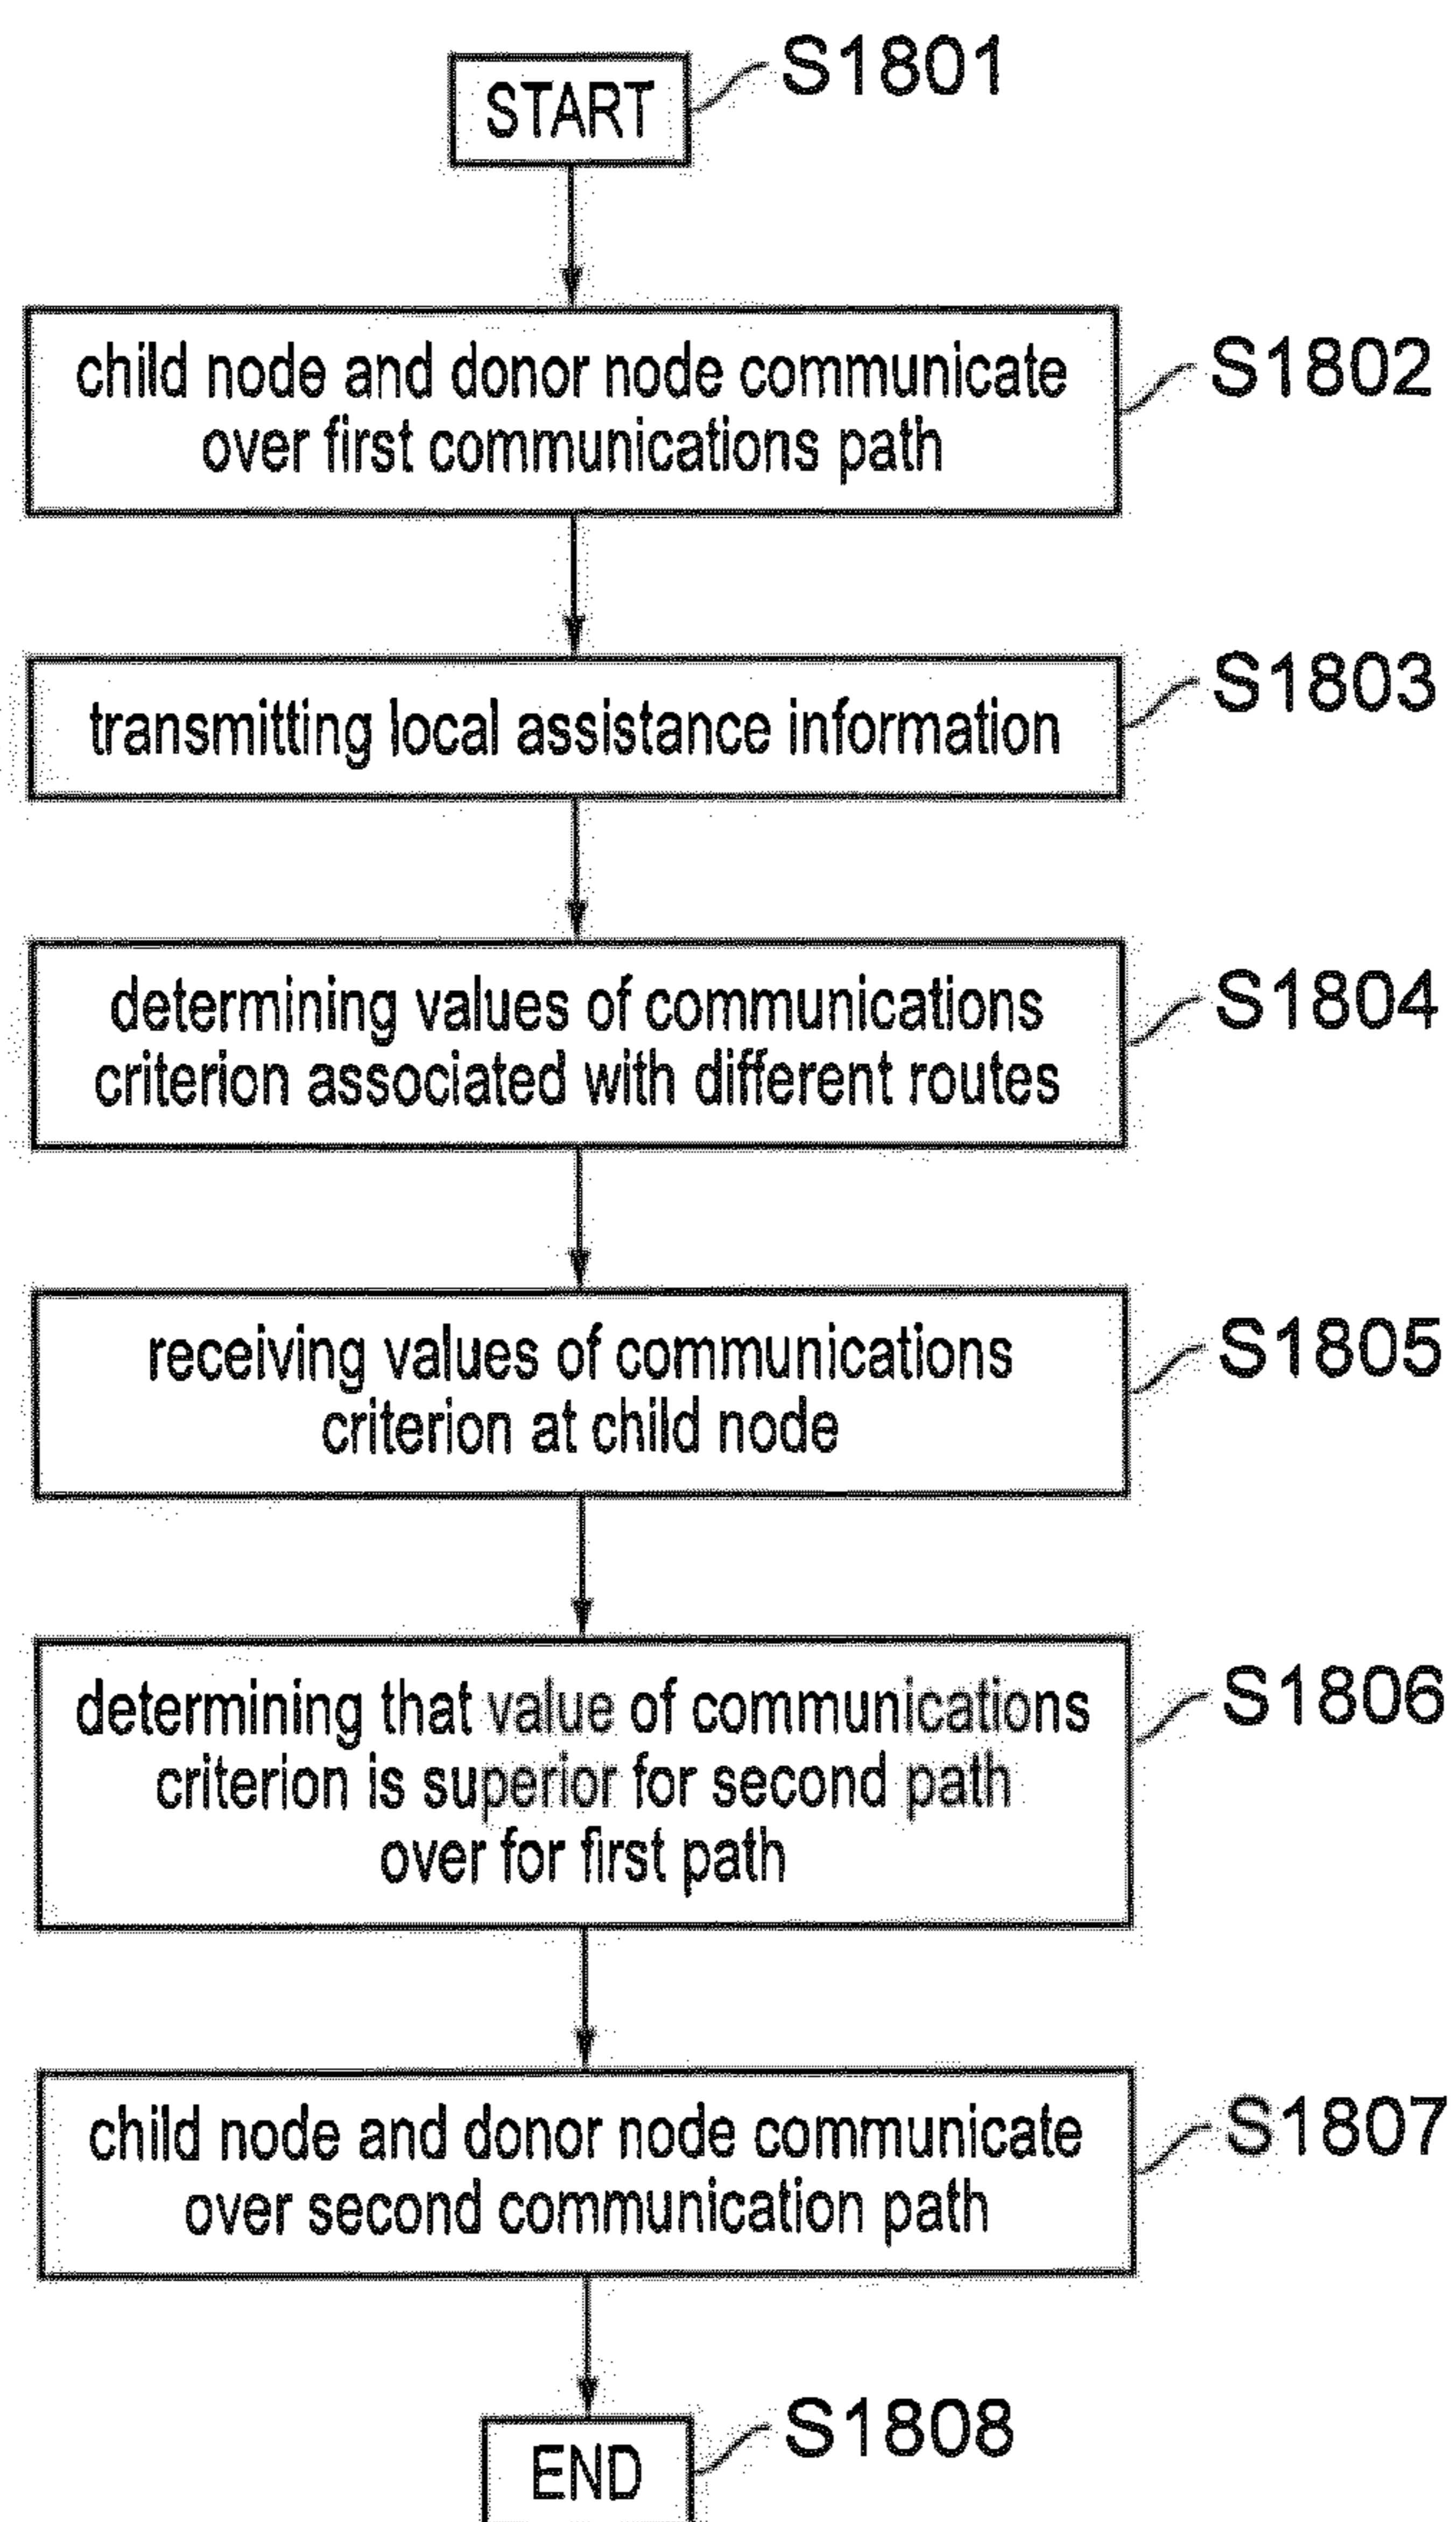 START
S1801
child node and donor node communicate
over first communications path
S1802
transmitting local assistance information
S1803
determining values of communications
criterion associated with different routes
S1804
receiving values of communications
criterion at child node
S1805
determining that value of communications
criterion is superior for second path
over for first path
S1806
child node and donor node communicate
over second communication path
S1807
END
S1808